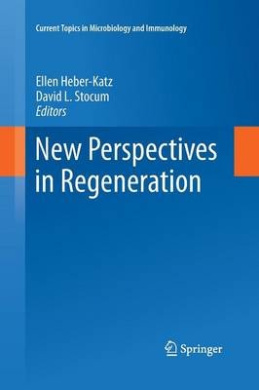 Current Topics in Microbiology and Immunology
Ellen Heber-Katz
David L. Stocum
Editors
New Perspectives
in Regeneration
Springer